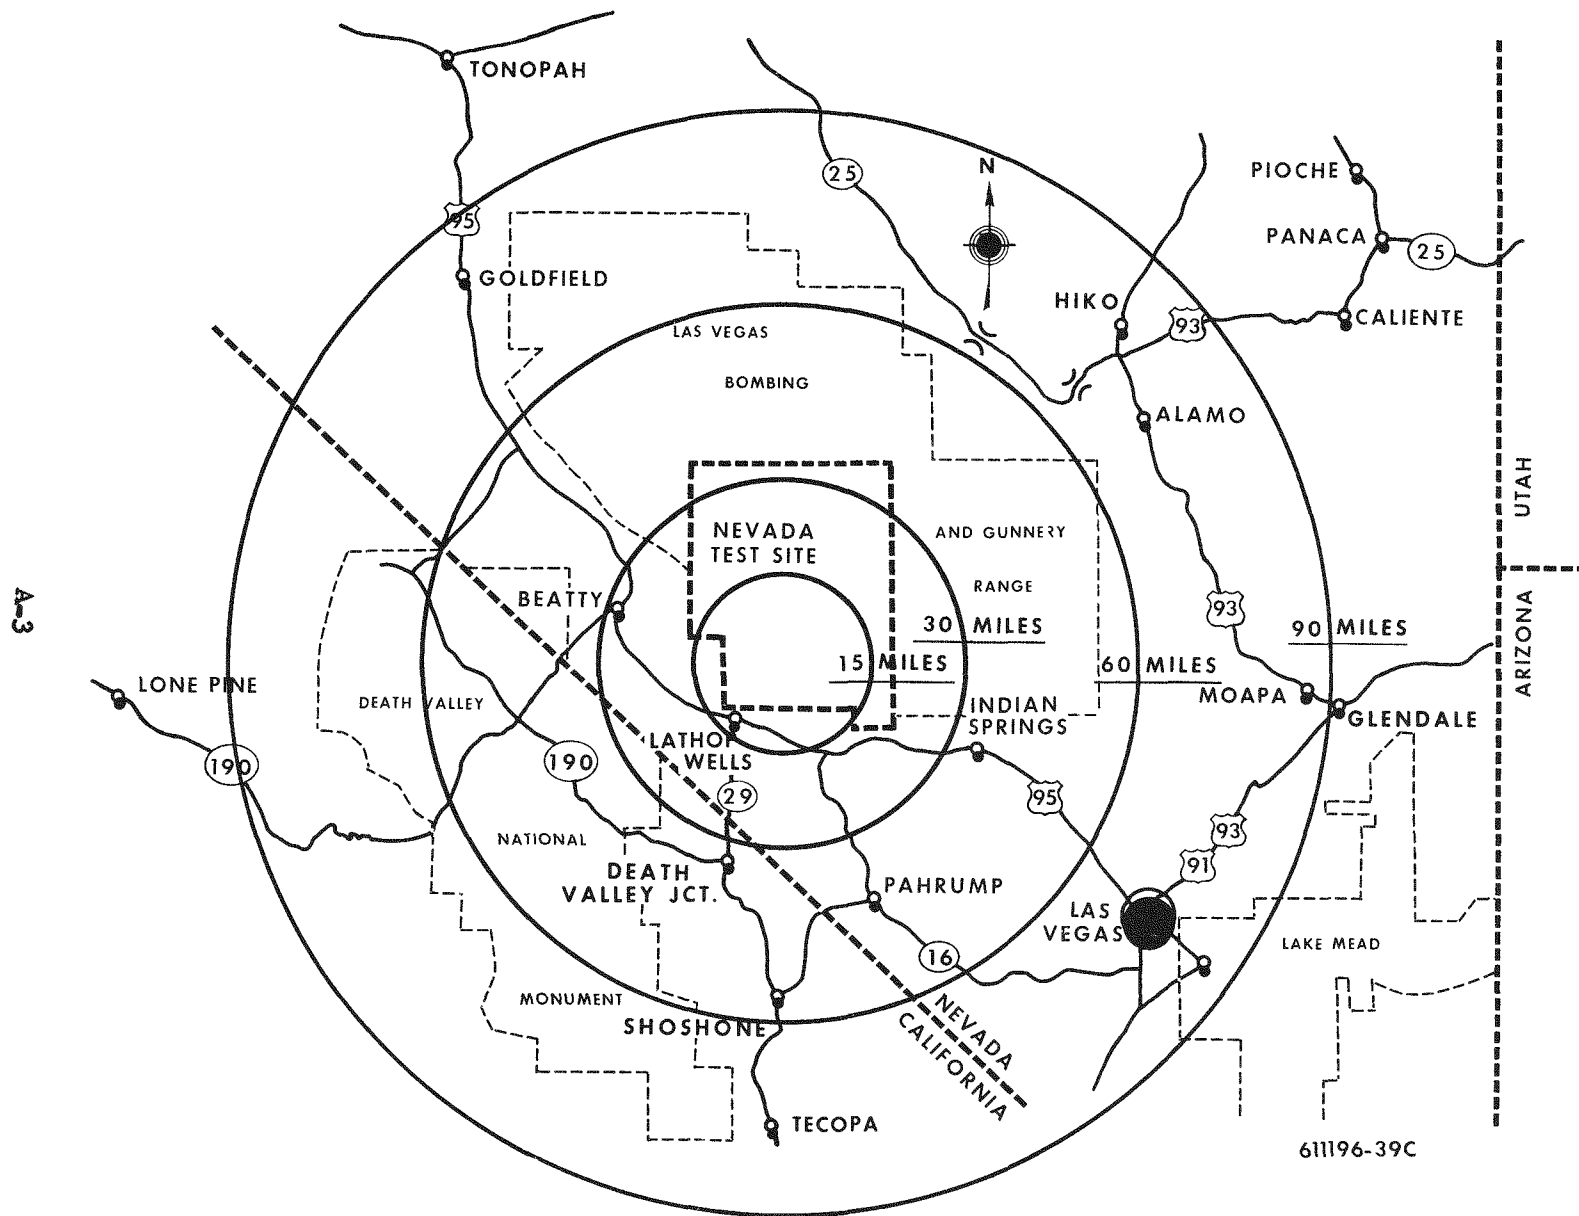 TONOPAH
25
N
PIOCHE
95
PANACA
25
GOLDFIELD
HIKO
93
CALIENTE
LAS VEGAS
BOMBING
ALAMO
UTAH
NEVADA
TEST SITE
AND GUNNERY
RANGE
A-3
BEATTY
93
ARIZONA
30 MILES
90 MILES
15 MILES
60 MILES
LONE PINE
DEATH VALLEY
MOAPA
INDIAN
SPRINGS
GLENDALE
LATHOP
WELLS
190
190
29
95
93
NATIONAL
91
DEATH
VALLEY JCT.
PAHRUMP
LAS
VEGAS
LAKE MEAD
16
MONUMENT
SHOSHONE
NEVADA
CALIFORNIA
TECOPA
611196-39C